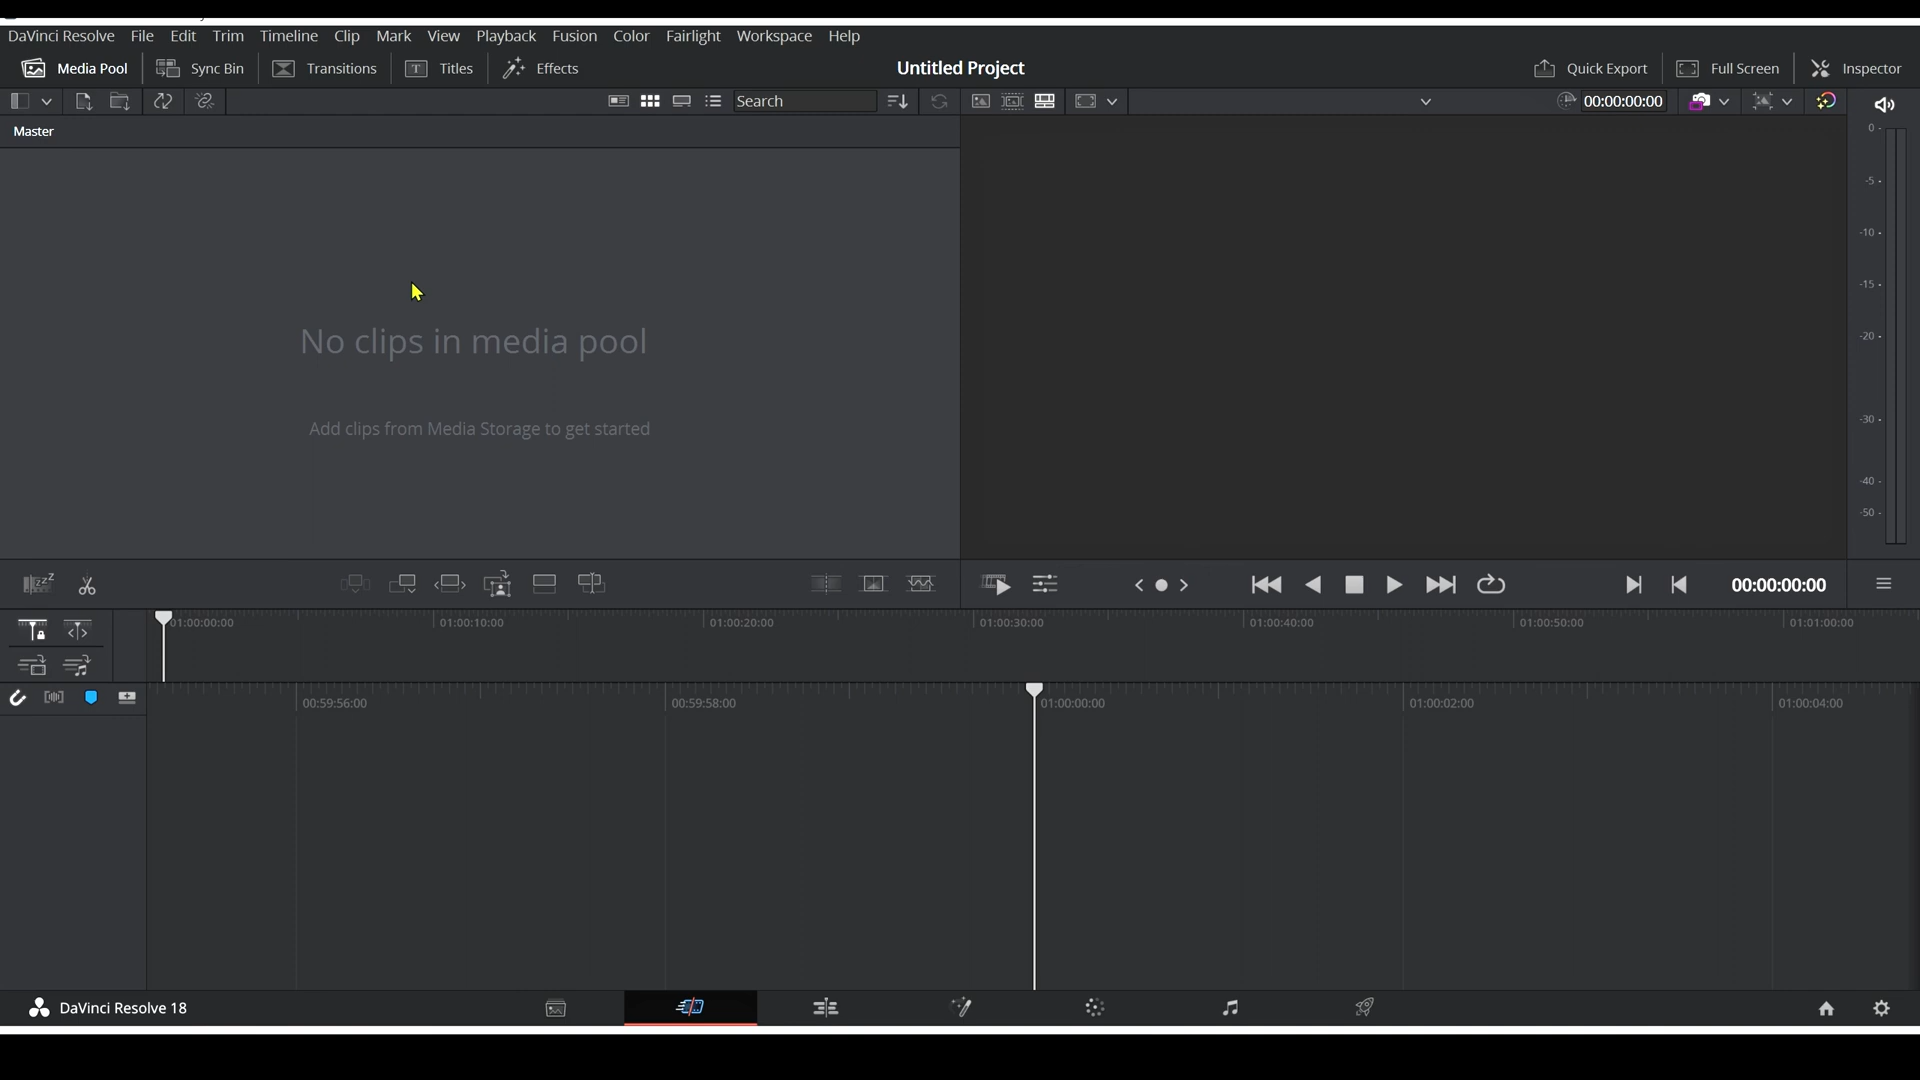 DaVinci Resolve File Edit Trim Timeline Clip Mark View Playback Fusion Color Fairlight Workspace Help
Media Pool Sync Bin Transitions T Titles Effects Untitled Project Quick Export Full Screen Inspector
Search 00:00:00:00
Master
0
-5
-10
-15
-20
-30
-40
-50
No clips in media pool
Add clips from Media Storage to get started
zzZ 00:00:00:00
01:00:00:00 01:00:10:00 01:00:20:00 01:00:30:00 01:00:40:00 01:00:50:00 01:01:00:00
00:59:56:00 00:59:58:00 01:00:00:00 01:00:02:00 01:00:04:00
DaVinci Resolve 18